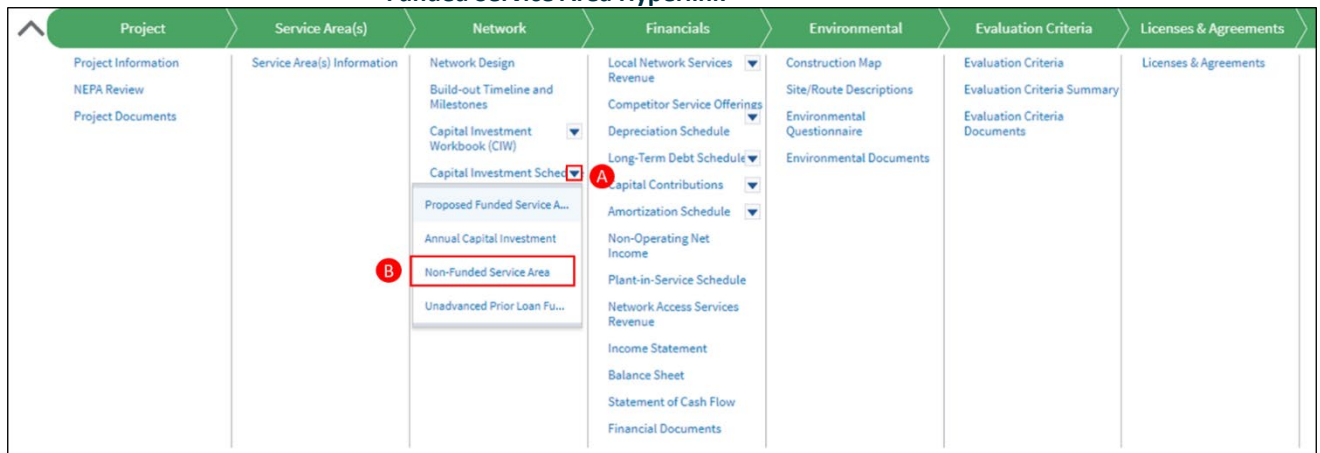 Funded Service Area Hyperlink
Project
Service Area(s)
Network
Financials
Environmental
Evaluation Criteria
Licenses & Agreements
Project Information
NEPA Review
Project Documents
Service Area(s) Information
Network Design
Build-out Timeline and
Milestones
Capital Investment
Workbook (CIW)
Capital Investment Sched
A
Proposed Funded Service A...
Annual Capital Investment
B
Non-Funded Service Area
Unadvanced Prior Loan Fu...
Local Network Services
Revenue
Competitor Service Offerings
Depreciation Schedule
Long-Term Debt Schedule
Capital Contributions
Amortization Schedule
Non-Operating Net
Income
Plant-in-Service Schedule
Network Access Services
Revenue
Income Statement
Balance Sheet
Statement of Cash Flow
Financial Documents
Construction Map
Site/Route Descriptions
Environmental
Questionnaire
Environmental Documents
Evaluation Criteria
Evaluation Criteria Summary
Evaluation Criteria
Documents
Licenses & Agreements